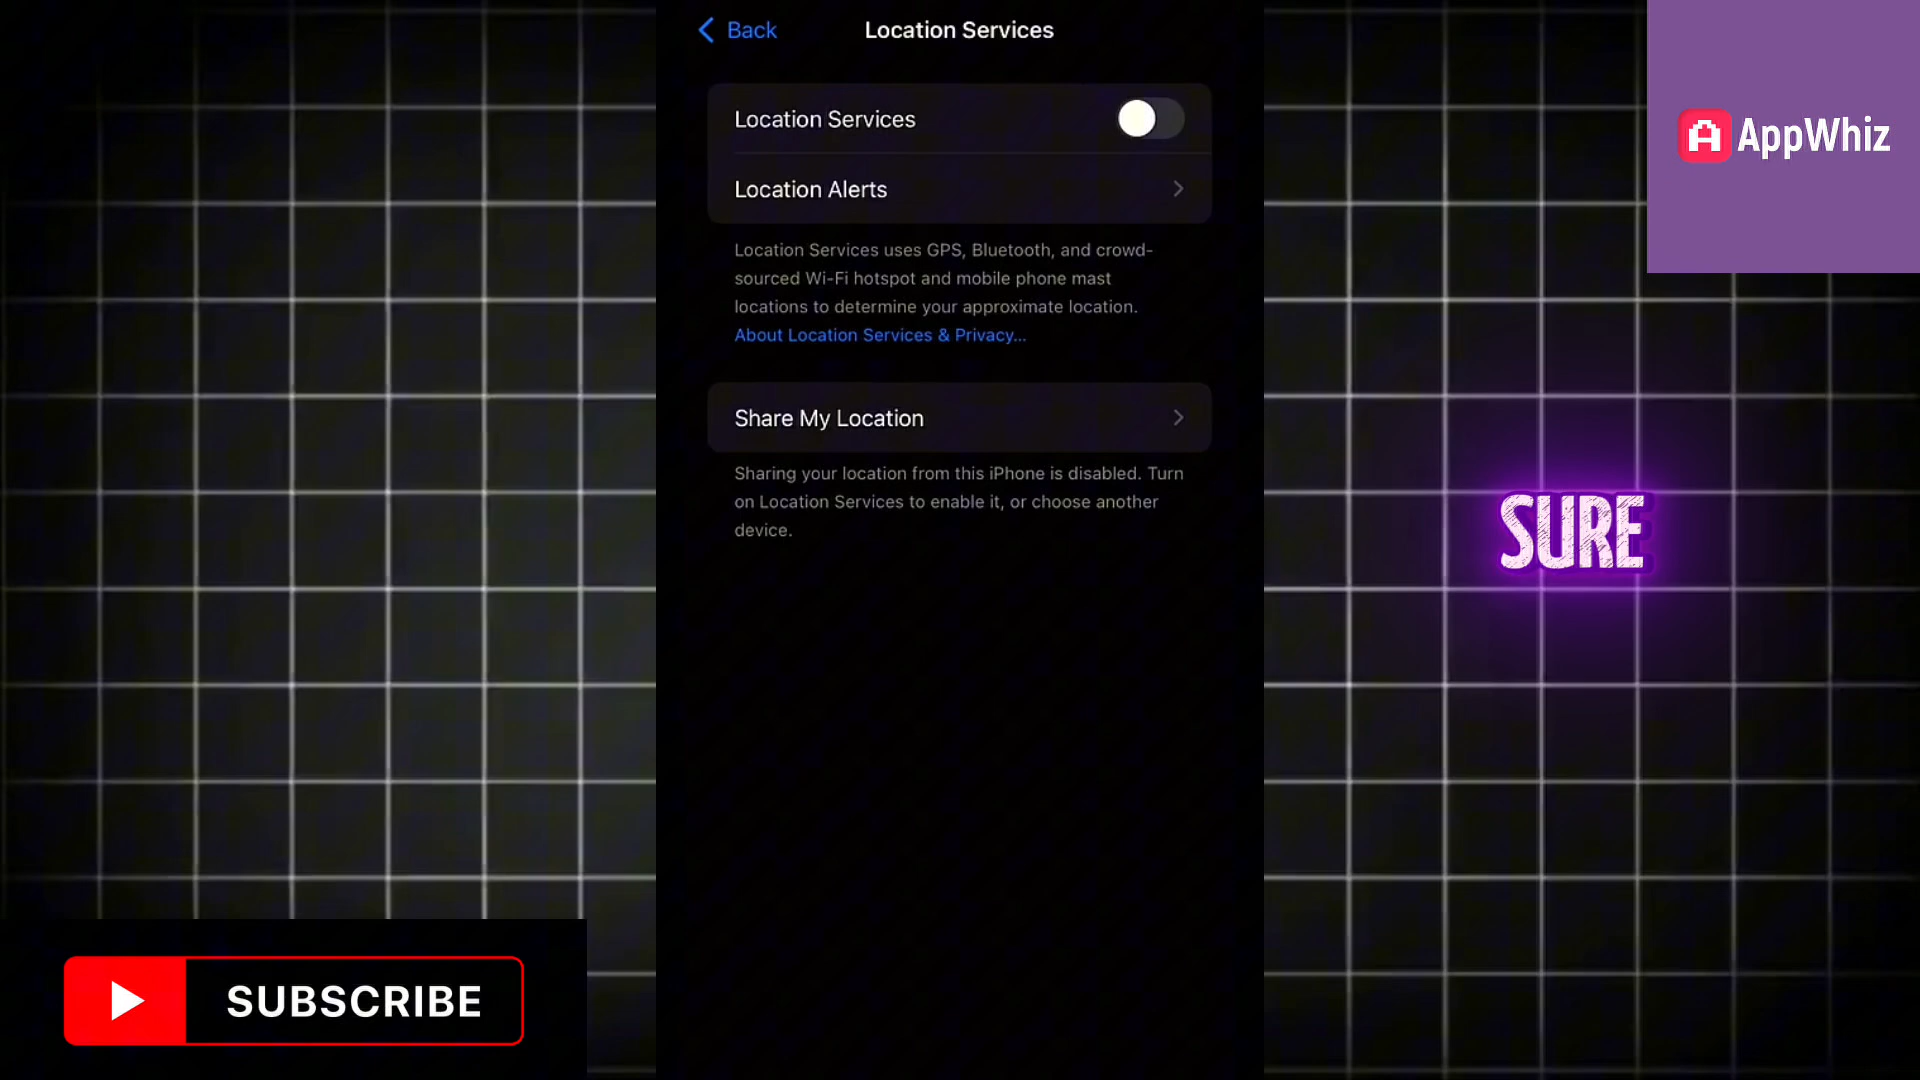 Back
Location Services
Location Services
Location Alerts
Location Services uses GPS, Bluetooth, and crowd-
sourced Wi-Fi hotspot and mobile phone mast
locations to determine your approximate location.
About Location Services & Privacy...
Share My Location
Sharing your location from this iPhone is disabled. Turn
on Location Services to enable it, or choose another
device.
AppWhiz
SURE
SUBSCRIBE